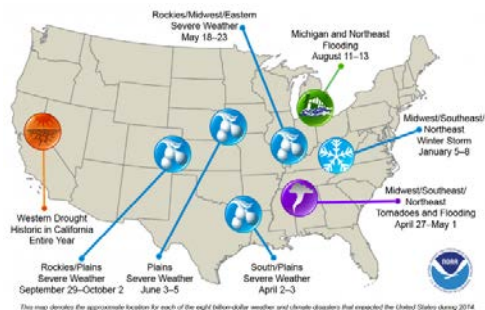 Rockies/Midwest/Eastern
Severe Weather
May 18–23
Michigan and Northeast
Flooding
August 11–13
Midwest/Southeast/
Northeast
Winter Storm
January 5–8
Midwest/Southeast/
Northeast
Tornadoes and Flooding
April 27–May 1
Western Drought
Historic in California
Entire Year
Rockies/Plains
Severe Weather
September 29–October 2
Plains
Severe Weather
June 3–5
South/Plains
Severe Weather
April 2–3
noaa
This map denotes the approximate location for each of the eight billion-dollar weather and climate disasters that impacted the United States during 2014